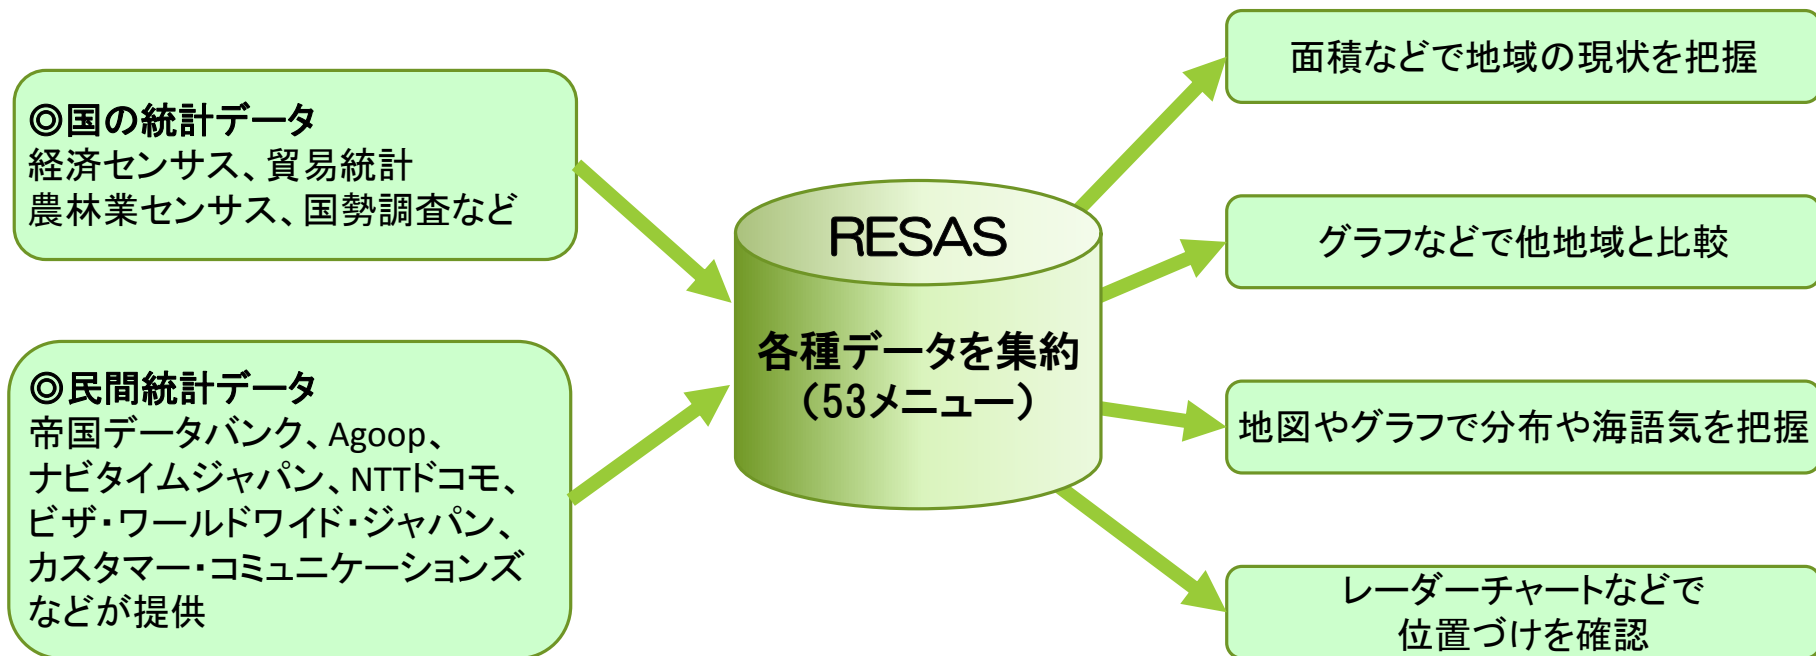 ◎国の統計データ
経済センサス、貿易統計
農林業センサス、国勢調査など
◎民間統計データ
帝国データバンク、Agoop、
ナビタイムジャパン、NTTドコモ、
ビザ・ワールドワイド・ジャパン、
カスタマー・コミュニケーションズ
などが提供
RESAS
各種データを集約
（53メニュー）
面積などで地域の現状を把握
グラフなどで他地域と比較
地図やグラフで分布や海語気を把握
レーダーチャートなどで
位置づけを確認